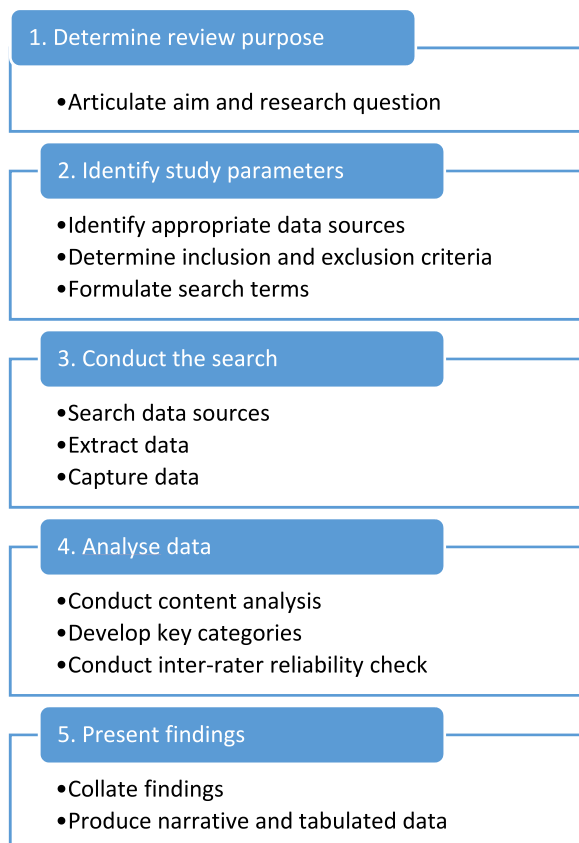 1. Determine review purpose
•Articulate aim and research question
2. Identify study parameters
•Identify appropriate data sources
•Determine inclusion and exclusion criteria
•Formulate search terms
3. Conduct the search
•Search data sources
•Extract data
•Capture data
4. Analyse data
•Conduct content analysis
•Develop key categories
•Conduct inter-rater reliability check
5. Present findings
•Collate findings
•Produce narrative and tabulated data